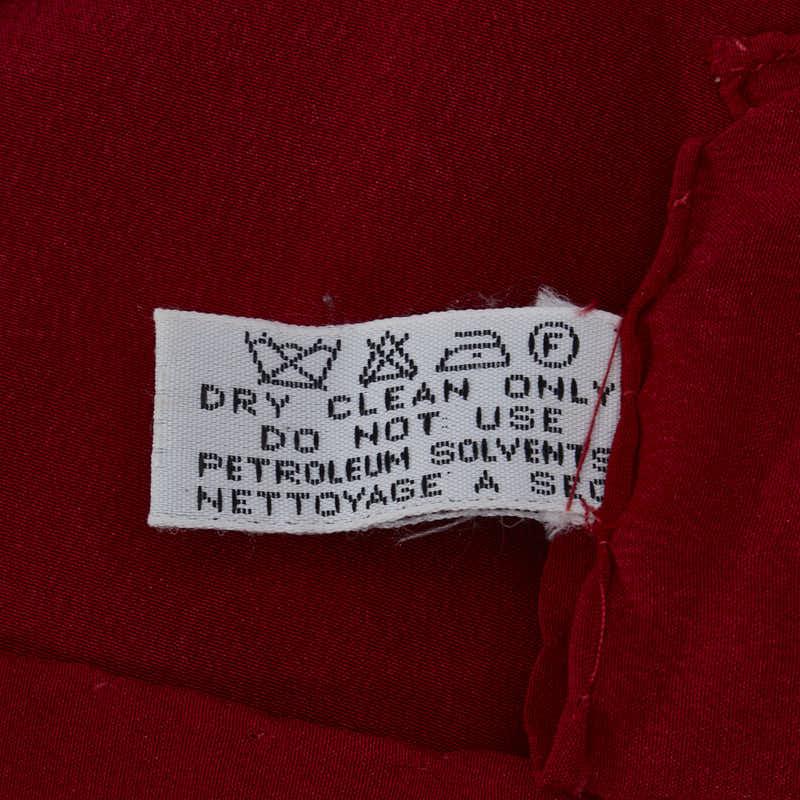 F
DRY CLEAN ONLY
DO NOT USE
PETROLEUM SOLVENTS
NETTOYAGE A SEC